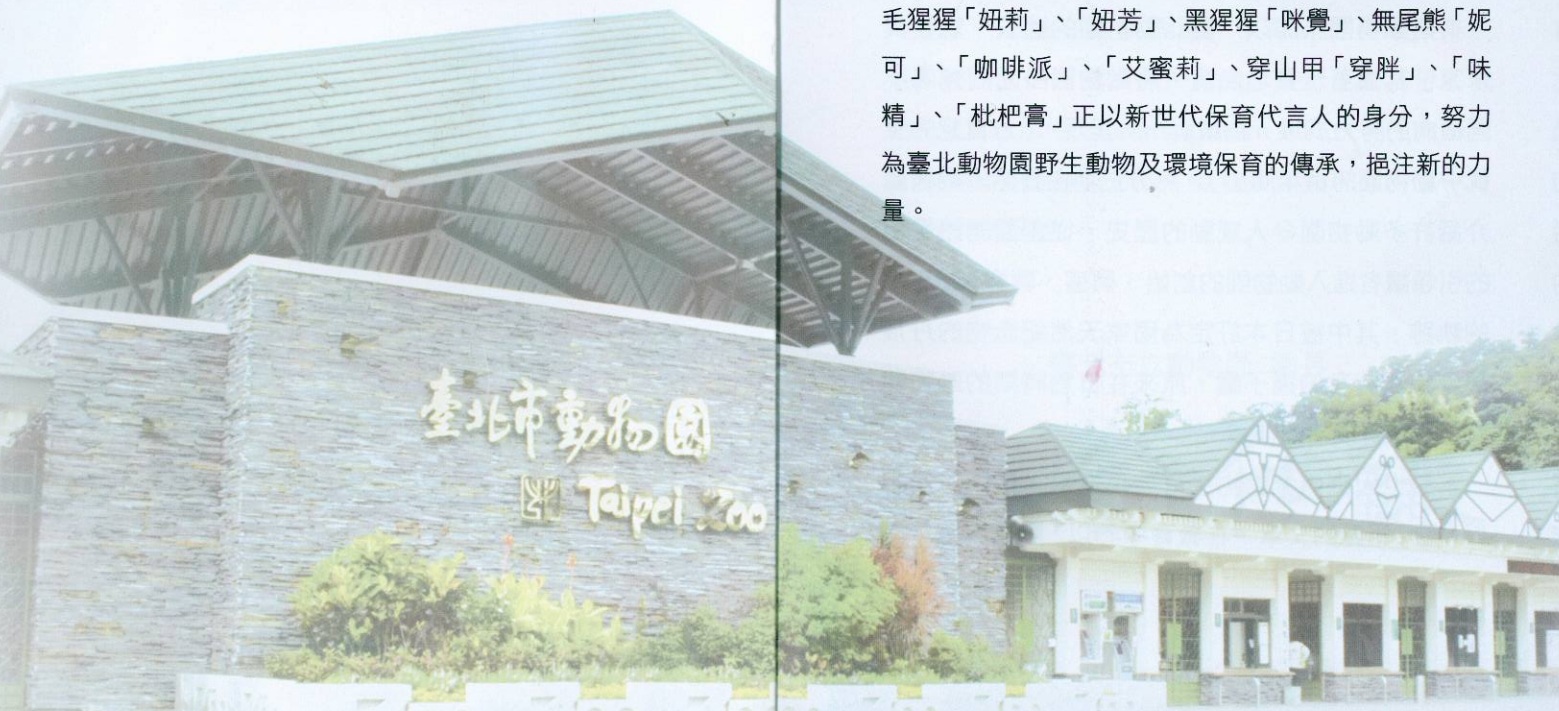 毛猩猩「妞莉」、「妞芳」、黑猩猩「咪覺」、無尾熊「妮
可」、「咖啡派」、「艾蜜莉」、穿山甲「穿胖」、「味
精」、「枇杷膏」正以新世代保育代言人的身分,努力
為臺北動物園野生動物及環境保育的傳承,挹注新的力
量。
臺北市動物園
Taipei Zoo